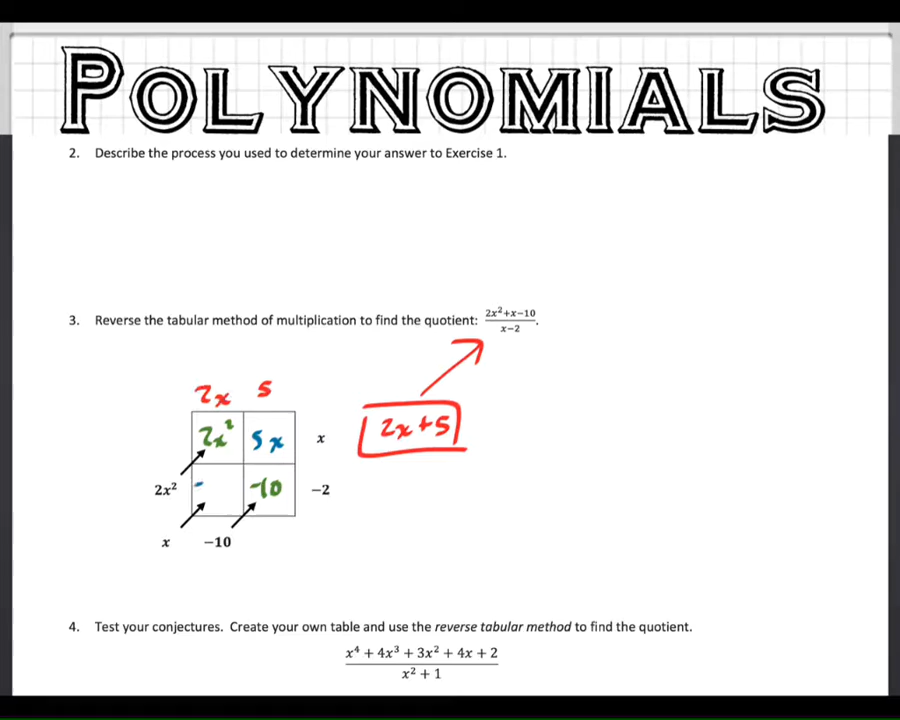 POLYNOMIALS
2. Describe the process you used to determine your answer to Exercise 1.
3. Reverse the tabular method of multiplication to find the quotient: (2x²+x−10)/(x−2).
2x 5
2x² 5x x 2x+5
2x² - -10 −2
x −10
4. Test your conjectures. Create your own table and use the reverse tabular method to find the quotient.
x⁴ + 4x³ + 3x² + 4x + 2
x² + 1